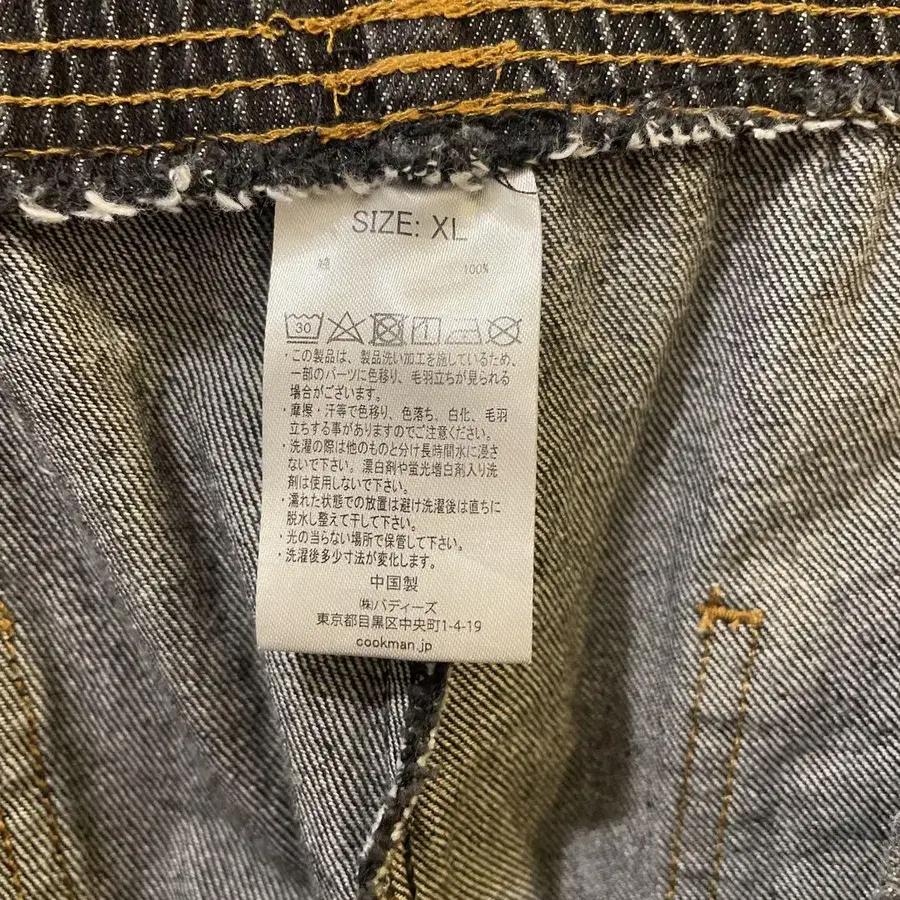 SIZE: XL
綿 100%
30
・この製品は、製品洗い加工を施しているため、
一部のパーツに色移り、毛羽立ちが見られる
場合がございます。
・摩擦・汗等で色移り、色落ち、白化、毛羽
立ちする事がありますのでご注意ください。
・洗濯の際は他のものと分け長時間水に浸さ
ないで下さい。漂白剤や蛍光増白剤入り洗
剤は使用しないで下さい。
・濡れた状態での放置は避け洗濯後は直ちに
脱水し整えて干して下さい。
・光の当らない場所で保管して下さい。
・洗濯後多少寸法が変化します。
中国製
㈱バディーズ
東京都目黒区中央町1-4-19
cookman.jp